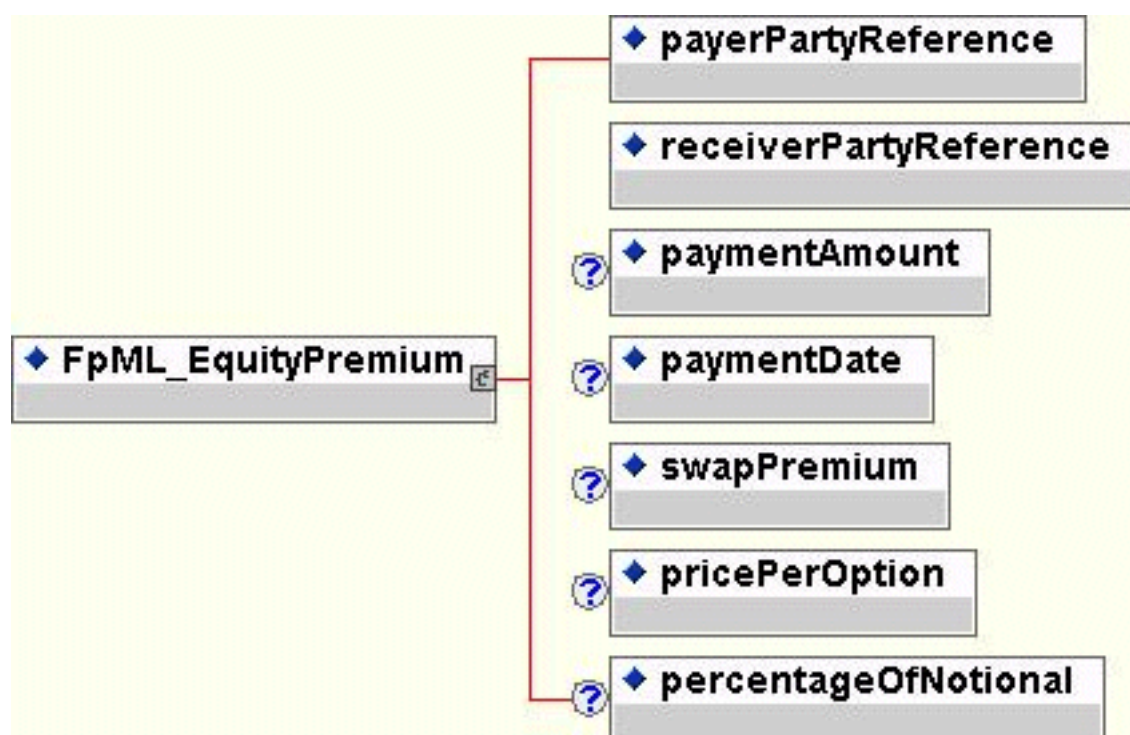 payerPartyReference
receiverPartyReference
? paymentAmount
FpML_EquityPremium
? paymentDate
? swapPremium
? pricePerOption
? percentageOfNotional